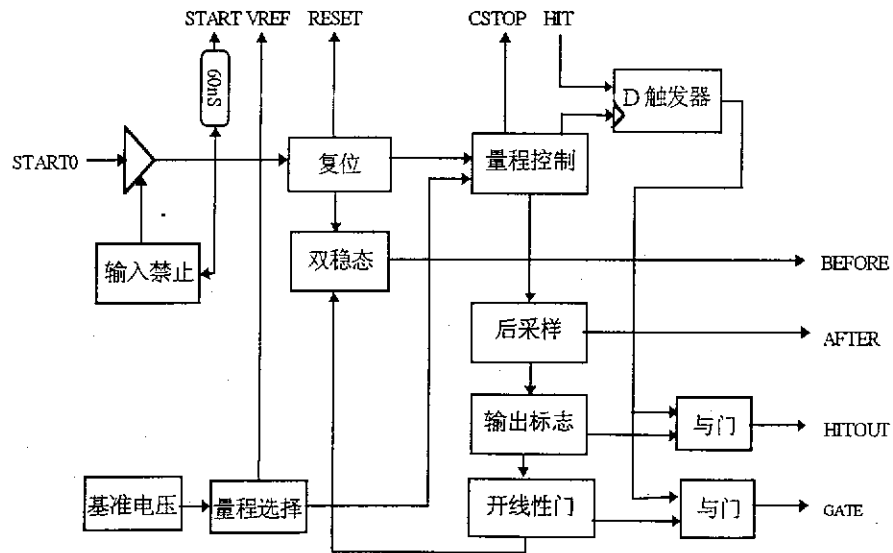 START VREF RESET CSTOP HIT
60nS
D 触发器
START0
复位
量程控制
输入禁止
双稳态
BEFORE
后采样
AFTER
输出标志
与门
HITOUT
基准电压
量程选择
开线性门
与门
GATE